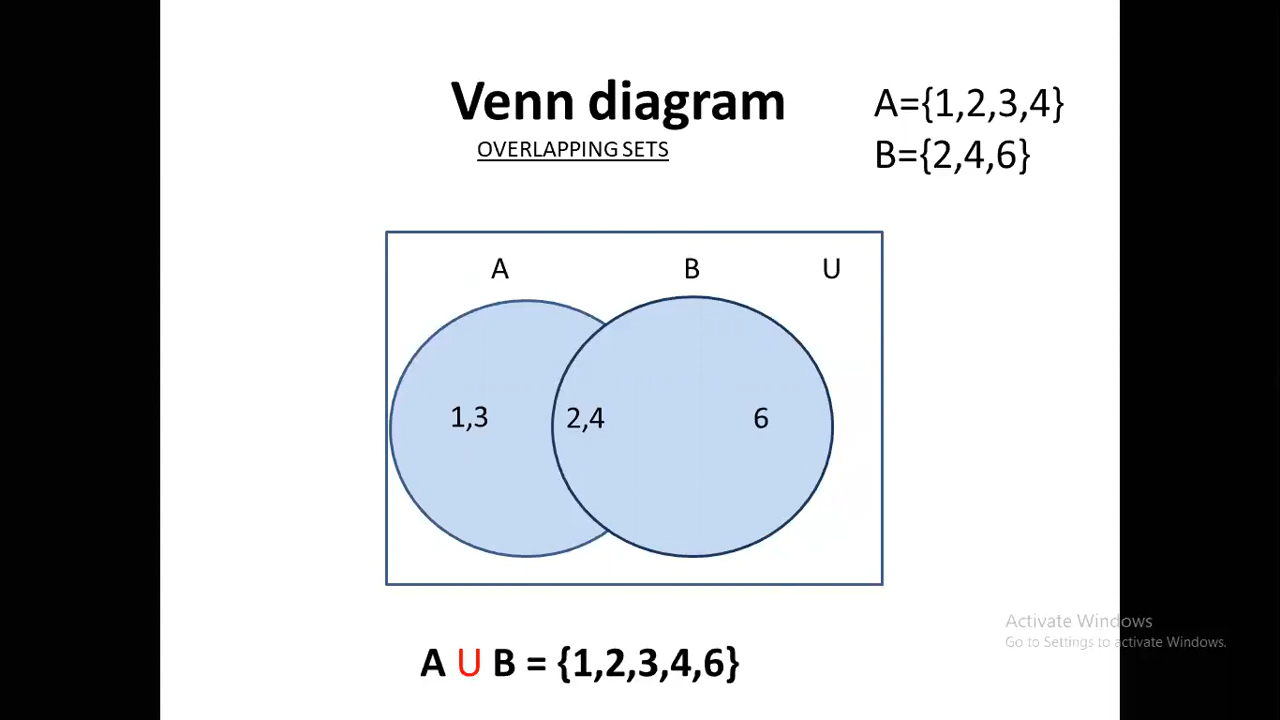 Venn diagram
OVERLAPPING SETS
A={1,2,3,4}
B={2,4,6}
A B U
1,3 2,4 6
A U B = {1,2,3,4,6}
Activate Windows
Go to Settings to activate Windows.